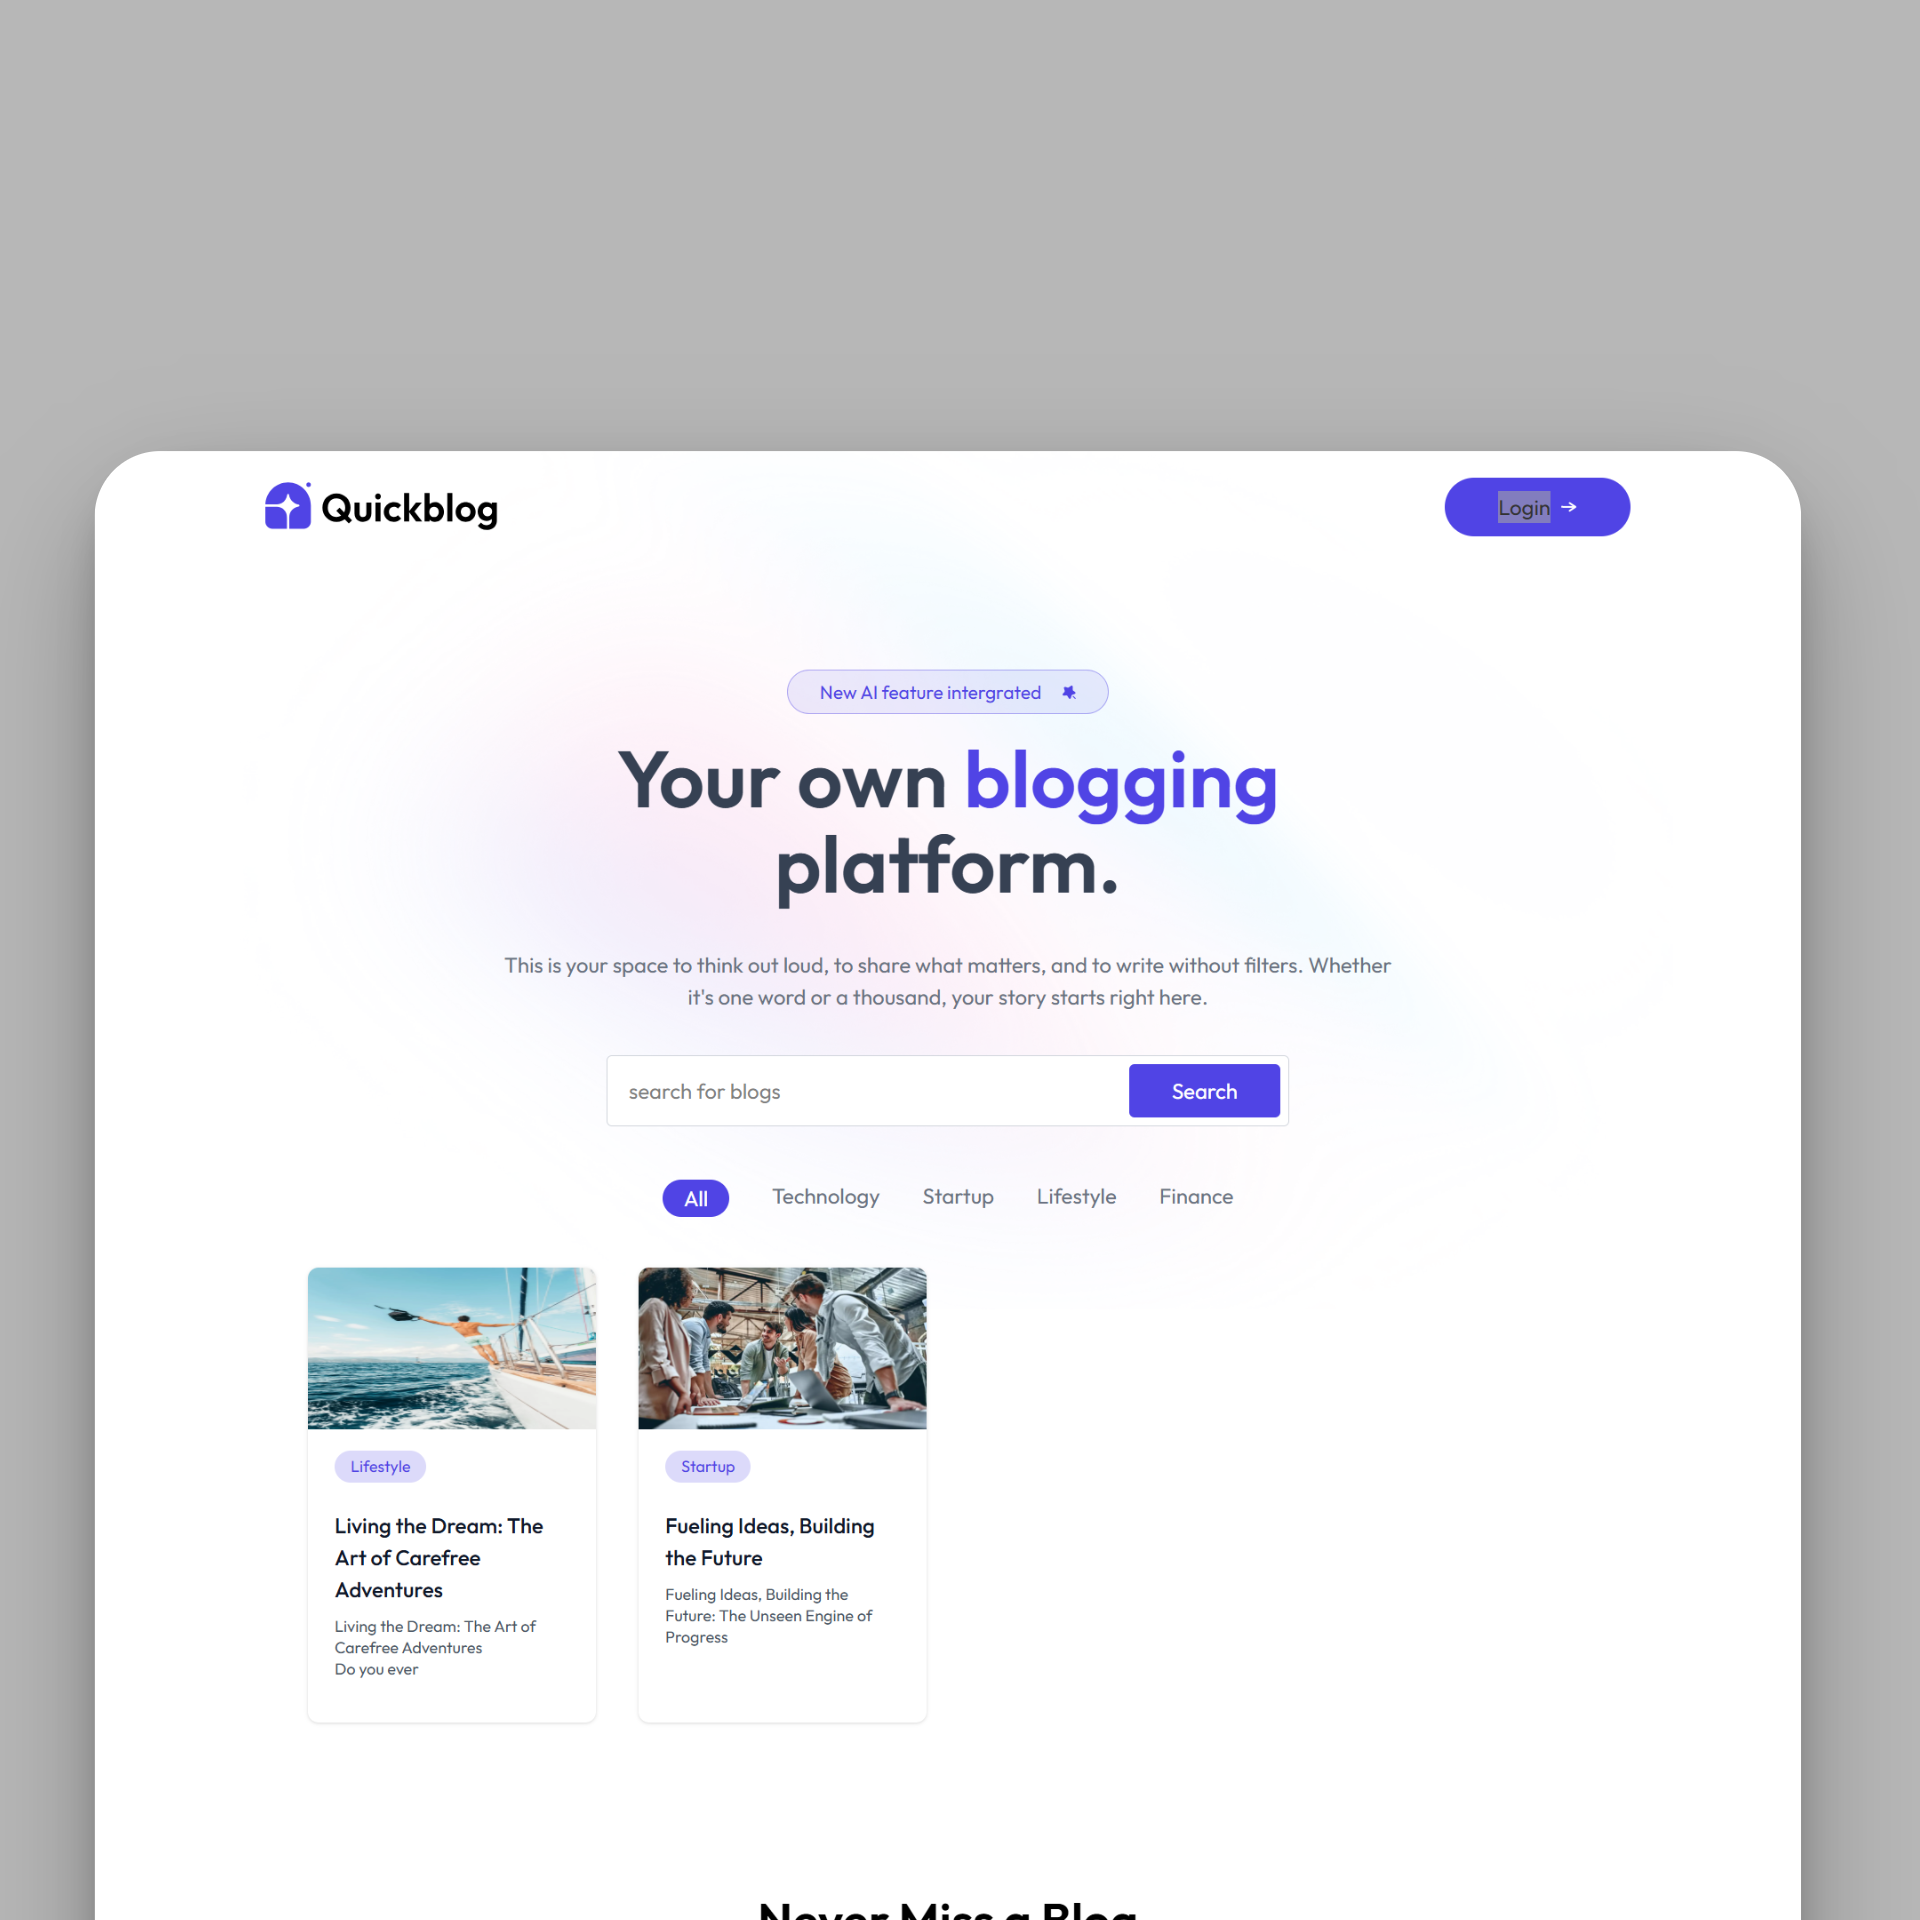 Quickblog
Login →
New AI feature intergrated
Your own blogging
platform.
This is your space to think out loud, to share what matters, and to write without filters. Whether
it's one word or a thousand, your story starts right here.
search for blogs
Search
All
Technology
Startup
Lifestyle
Finance
Lifestyle
Living the Dream: The
Art of Carefree
Adventures
Living the Dream: The Art of
Carefree Adventures
Do you ever
Startup
Fueling Ideas, Building
the Future
Fueling Ideas, Building the
Future: The Unseen Engine of
Progress
Never Miss a Blog